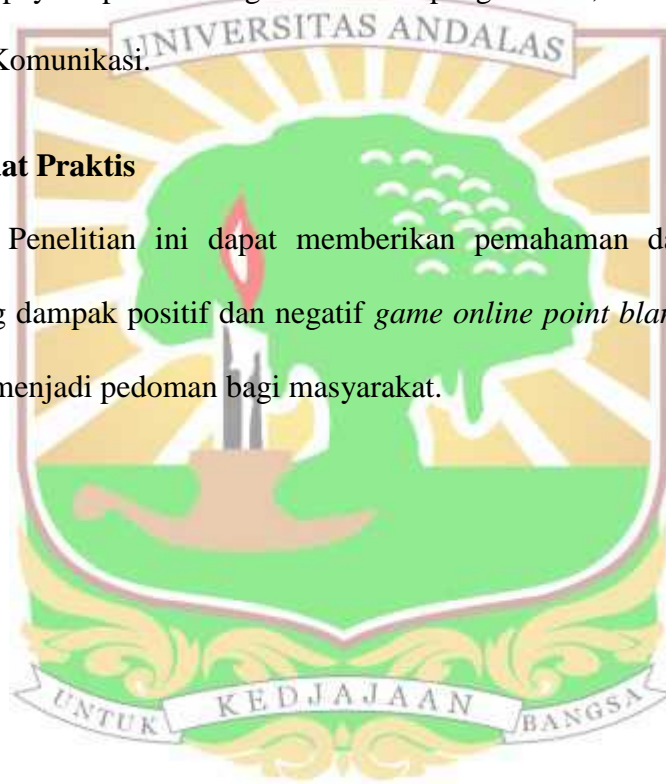 UNIVERSITAS ANDALAS
Komunikasi.
at Praktis
Penelitian ini dapat memberikan pemahaman da
g dampak positif dan negatif game online point blan
menjadi pedoman bagi masyarakat.
UNTUK KEDJAJAAN BANGSA